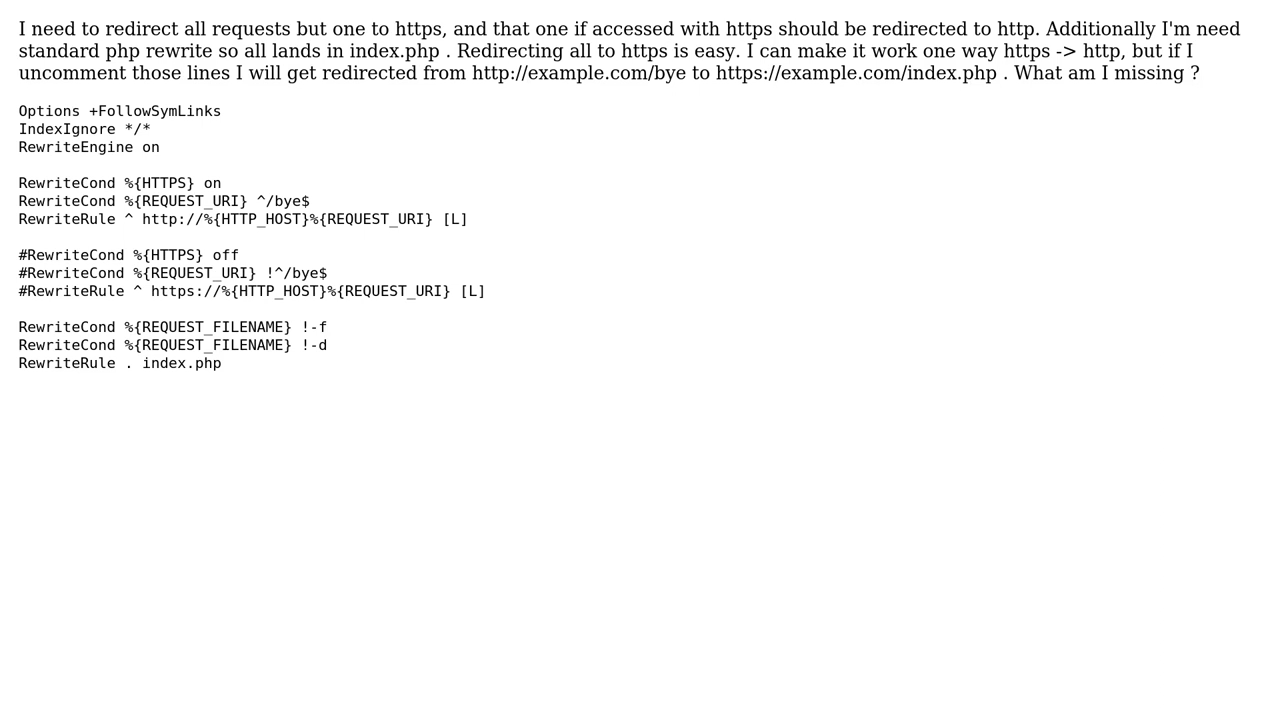 I need to redirect all requests but one to https, and that one if accessed with https should be redirected to http. Additionally I'm need
standard php rewrite so all lands in index.php . Redirecting all to https is easy. I can make it work one way https -> http, but if I
uncomment those lines I will get redirected from http://example.com/bye to https://example.com/index.php . What am I missing ?
Options +FollowSymLinks
IndexIgnore */*
RewriteEngine on
RewriteCond %{HTTPS} on
RewriteCond %{REQUEST_URI} ^/bye$
RewriteRule ^ http://%{HTTP_HOST}%{REQUEST_URI} [L]
#RewriteCond %{HTTPS} off
#RewriteCond %{REQUEST_URI} !^/bye$
#RewriteRule ^ https://%{HTTP_HOST}%{REQUEST_URI} [L]
RewriteCond %{REQUEST_FILENAME} !-f
RewriteCond %{REQUEST_FILENAME} !-d
RewriteRule . index.php